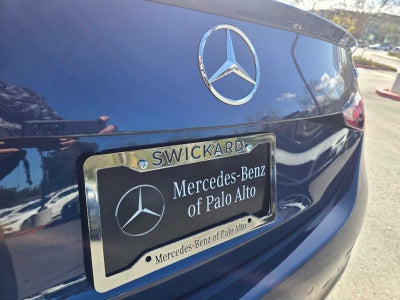 SWICKARD
Mercedes-Benz
of Palo Alto
Mercedes-Benz of Palo Alto